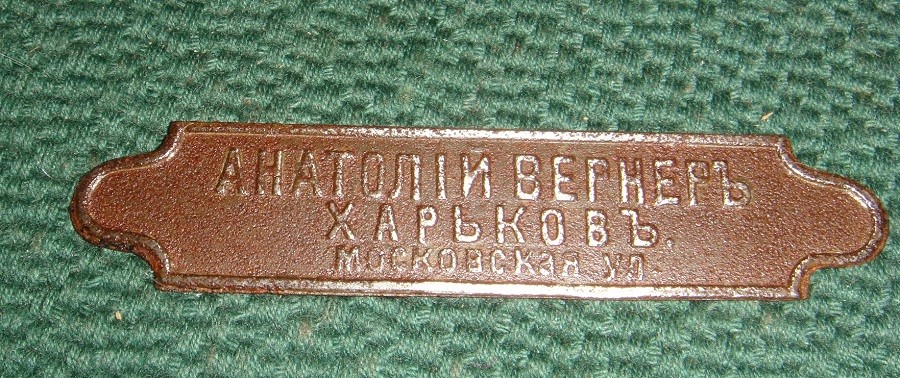 АНАТОЛІЙ ВЕРНЕРЪ
ХАРЬКОВЪ.
МОСКОВСКАЯ УЛ.